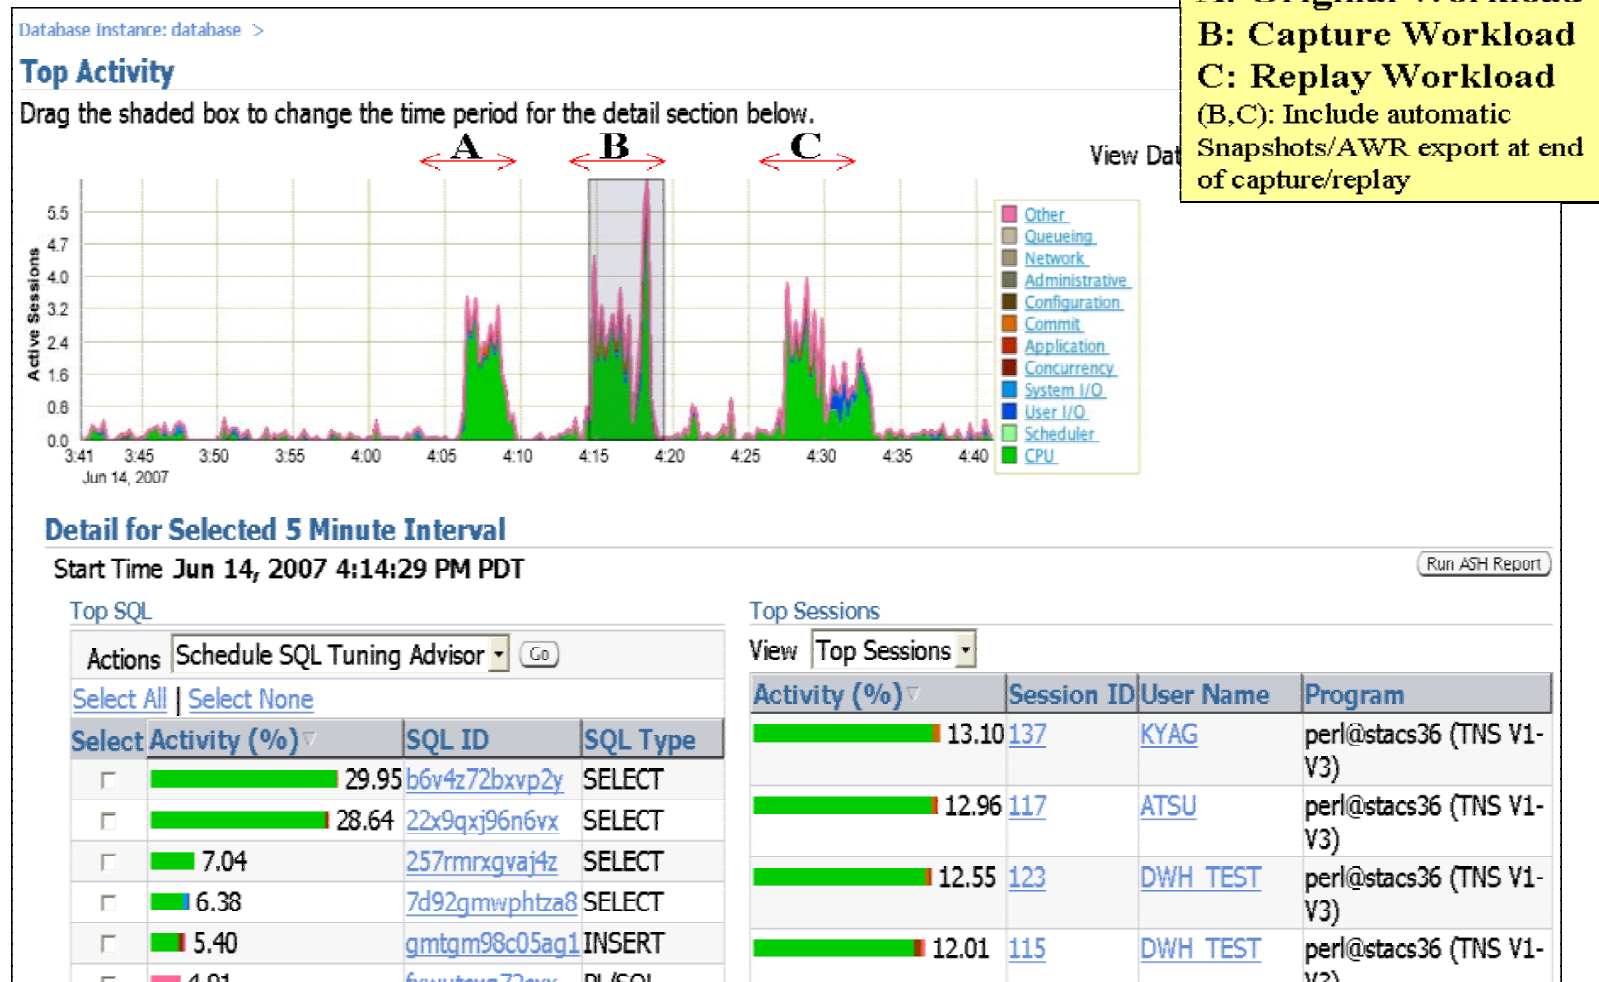 A: Original Workload
B: Capture Workload
C: Replay Workload
(B,C): Include automatic
Snapshots/AWR export at end
of capture/replay
Database Instance: database >
Top Activity
Drag the shaded box to change the time period for the detail section below.
View Dat
A B C
5.5
4.7
4.0
3.2
2.4
1.6
0.8
0.0
Active Sessions
3:41 3:45 3:50 3:55 4:00 4:05 4:10 4:15 4:20 4:25 4:30 4:35 4:40
Jun 14, 2007
Other
Queueing
Network
Administrative
Configuration
Commit
Application
Concurrency
System I/O
User I/O
Scheduler
CPU
Detail for Selected 5 Minute Interval
Start Time Jun 14, 2007 4:14:29 PM PDT
Run ASH Report
Top SQL
Actions Schedule SQL Tuning Advisor Go
Select All | Select None
Select Activity (%) SQL ID SQL Type
29.95 b6v4z72bxvp2y SELECT
28.64 22x9qxj96n6vx SELECT
7.04 257rmrxgvaj4z SELECT
6.38 7d92gmwphtza8 SELECT
5.40 gmtgm98c05ag1 INSERT
4.91 PL/SQL
Top Sessions
View Top Sessions
Activity (%) Session ID User Name Program
13.10 137 KYAG perl@stacs36 (TNS V1-
V3)
12.96 117 ATSU perl@stacs36 (TNS V1-
V3)
12.55 123 DWH_TEST perl@stacs36 (TNS V1-
V3)
12.01 115 DWH_TEST perl@stacs36 (TNS V1-
V3)